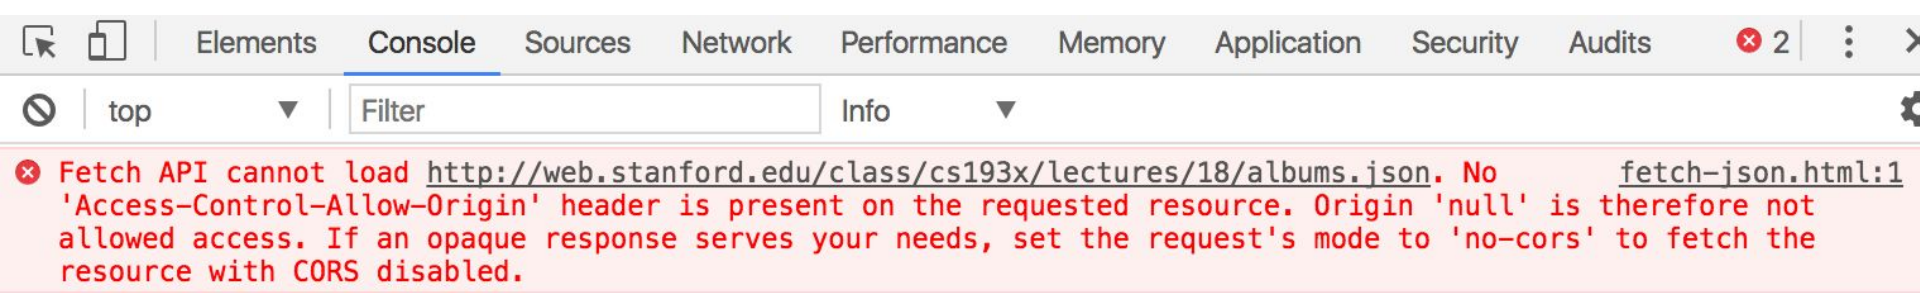 Elements Console Sources Network Performance Memory Application Security Audits 2
top Filter Info
Fetch API cannot load http://web.stanford.edu/class/cs193x/lectures/18/albums.json. No fetch-json.html:1
'Access-Control-Allow-Origin' header is present on the requested resource. Origin 'null' is therefore not
allowed access. If an opaque response serves your needs, set the request's mode to 'no-cors' to fetch the
resource with CORS disabled.